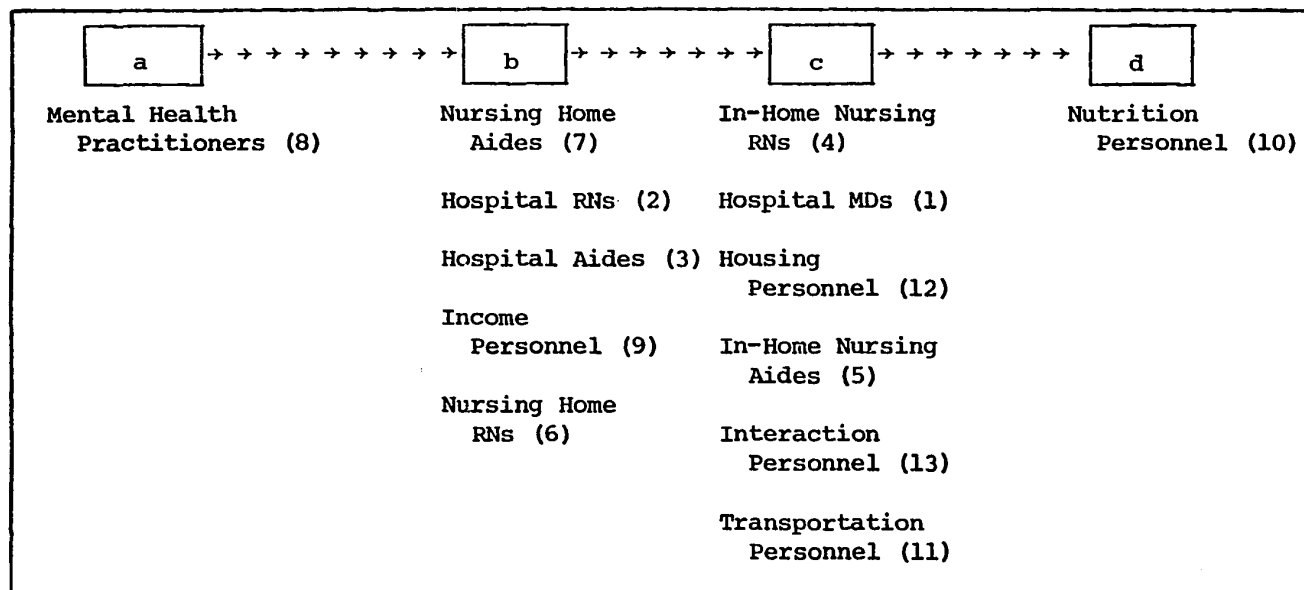 a → → → → → → → → → → b → → → → → → → → c → → → → → → → → d
Mental Health
Practitioners (8)
Nursing Home
Aides (7)
Hospital RNs (2)
Hospital Aides (3)
Income
Personnel (9)
Nursing Home
RNs (6)
In-Home Nursing
RNs (4)
Hospital MDs (1)
Housing
Personnel (12)
In-Home Nursing
Aides (5)
Interaction
Personnel (13)
Transportation
Personnel (11)
Nutrition
Personnel (10)